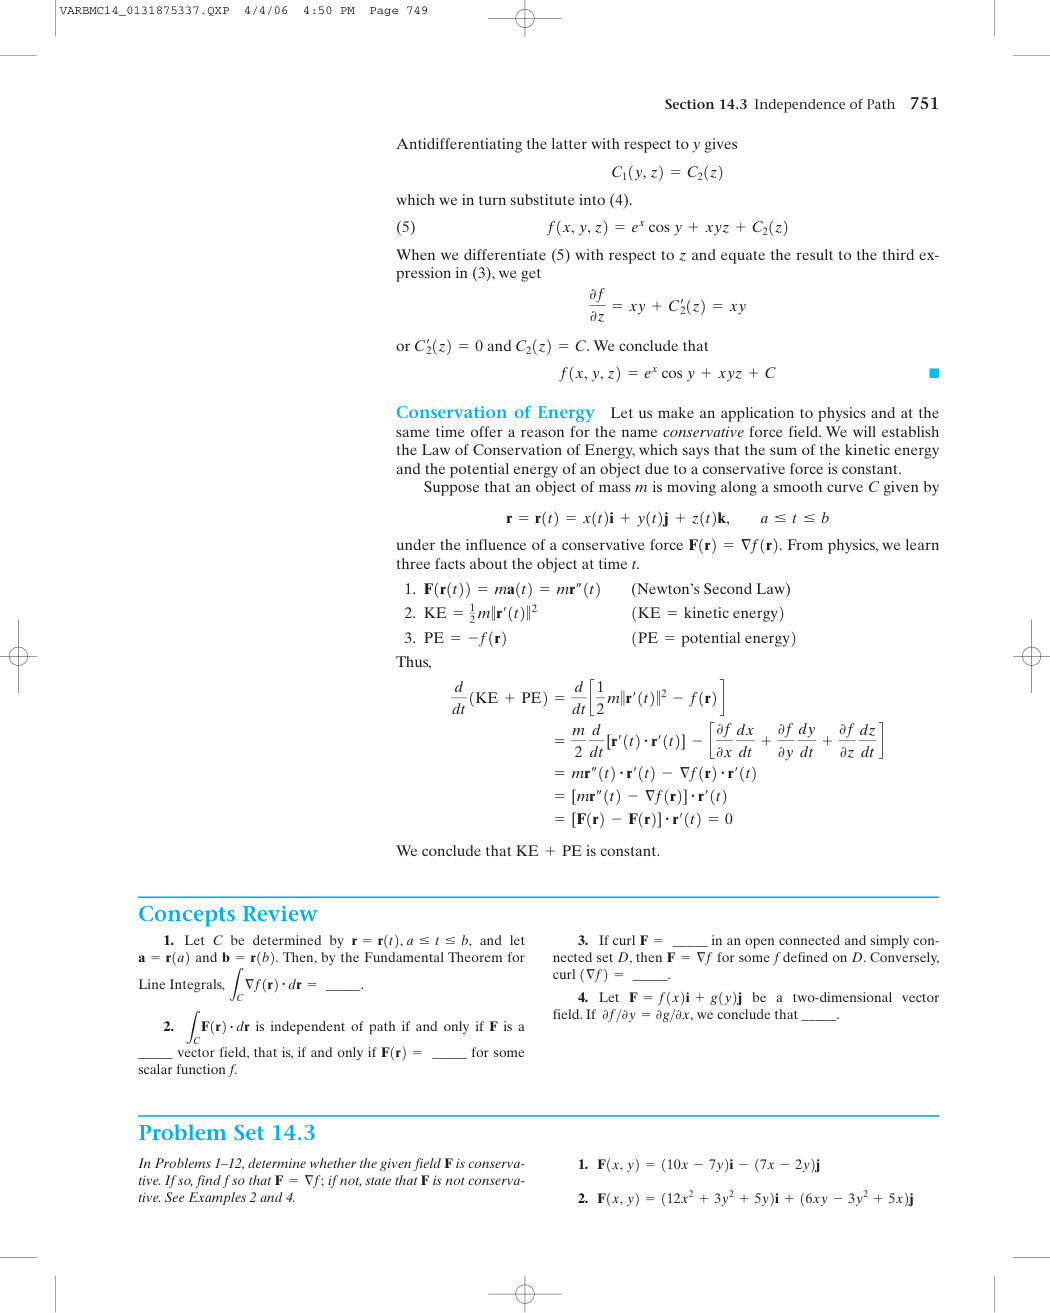 VARBMC14_0131875337.QXP 4/4/06 4:50 PM Page 749
Section 14.3 Independence of Path 751
Antidifferentiating the latter with respect to y gives
C₁(y, z) = C₂(z)
which we in turn substitute into (4).
(5) f(x, y, z) = eˣ cos y + xyz + C₂(z)
When we differentiate (5) with respect to z and equate the result to the third ex-
pression in (3), we get
∂f/∂z = xy + C₂′(z) = xy
or C₂′(z) = 0 and C₂(z) = C. We conclude that
f(x, y, z) = eˣ cos y + xyz + C
Conservation of Energy Let us make an application to physics and at the
same time offer a reason for the name conservative force field. We will establish
the Law of Conservation of Energy, which says that the sum of the kinetic energy
and the potential energy of an object due to a conservative force is constant.
Suppose that an object of mass m is moving along a smooth curve C given by
r = r(t) = x(t)i + y(t)j + z(t)k, a ≤ t ≤ b
under the influence of a conservative force F(r) = ∇f(r). From physics, we learn
three facts about the object at time t.
1. F(r(t)) = ma(t) = mr″(t) (Newton's Second Law)
2. KE = ½m‖r′(t)‖² (KE = kinetic energy)
3. PE = −f(r) (PE = potential energy)
Thus,
d/dt (KE + PE) = d/dt [1/2 m‖r′(t)‖² − f(r)]
= m/2 d/dt [r′(t) · r′(t)] − [∂f/∂x dx/dt + ∂f/∂y dy/dt + ∂f/∂z dz/dt]
= mr″(t) · r′(t) − ∇f(r) · r′(t)
= [mr″(t) − ∇f(r)] · r′(t)
= [F(r) − F(r)] · r′(t) = 0
We conclude that KE + PE is constant.
Concepts Review
1. Let C be determined by r = r(t), a ≤ t ≤ b, and let
a = r(a) and b = r(b). Then, by the Fundamental Theorem for
Line Integrals, ∫_C ∇f(r) · dr = _____.
2. ∫_C F(r) · dr is independent of path if and only if F is a
_____ vector field, that is, if and only if F(r) = _____ for some
scalar function f.
3. If curl F = _____ in an open connected and simply con-
nected set D, then F = ∇f for some f defined on D. Conversely,
curl (∇f) = _____.
4. Let F = f(x)i + g(y)j be a two-dimensional vector
field. If ∂f/∂y = ∂g/∂x, we conclude that _____.
Problem Set 14.3
In Problems 1–12, determine whether the given field F is conserva-
tive. If so, find f so that F = ∇f; if not, state that F is not conserva-
tive. See Examples 2 and 4.
1. F(x, y) = (10x − 7y)i − (7x − 2y)j
2. F(x, y) = (12x² + 3y² + 5y)i + (6xy − 3y² + 5x)j